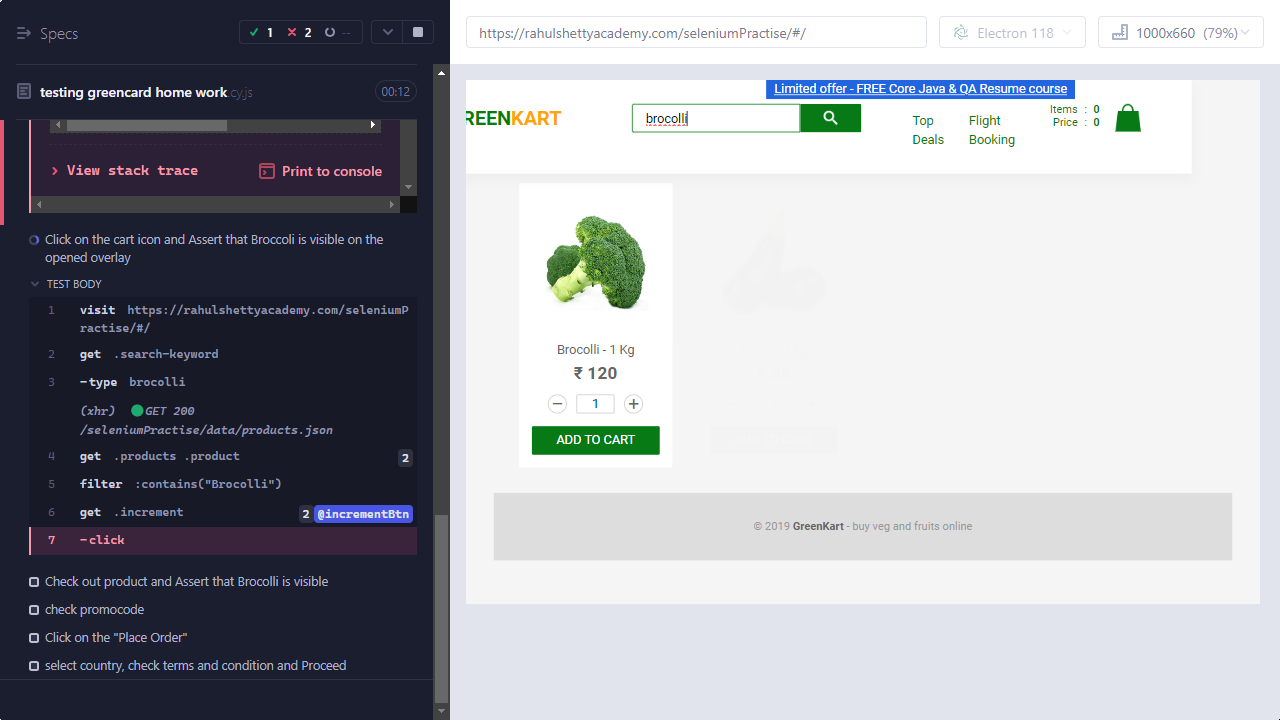 Specs
1
2
--
testing greencard home work.cy.js
00:12
View stack trace
Print to console
Click on the cart icon and Assert that Broccoli is visible on the
opened overlay
TEST BODY
1 visit https://rahulshettyacademy.com/seleniumP
ractise/#/
2 get .search-keyword
3 -type brocolli
(xhr) GET 200
/seleniumPractise/data/products.json
4 get .products .product 2
5 filter :contains("Brocolli")
6 get .increment 2 @incrementBtn
7 -click
Check out product and Assert that Brocolli is visible
check promocode
Click on the "Place Order"
select country, check terms and condition and Proceed
https://rahulshettyacademy.com/seleniumPractise/#/
Electron 118
1000x660 (79%)
Limited offer - FREE Core Java & QA Resume course
REENKART
brocolli
Top
Deals
Flight
Booking
Items : 0
Price : 0
Brocolli - 1 Kg
₹ 120
− 1 +
ADD TO CART
© 2019 GreenKart - buy veg and fruits online